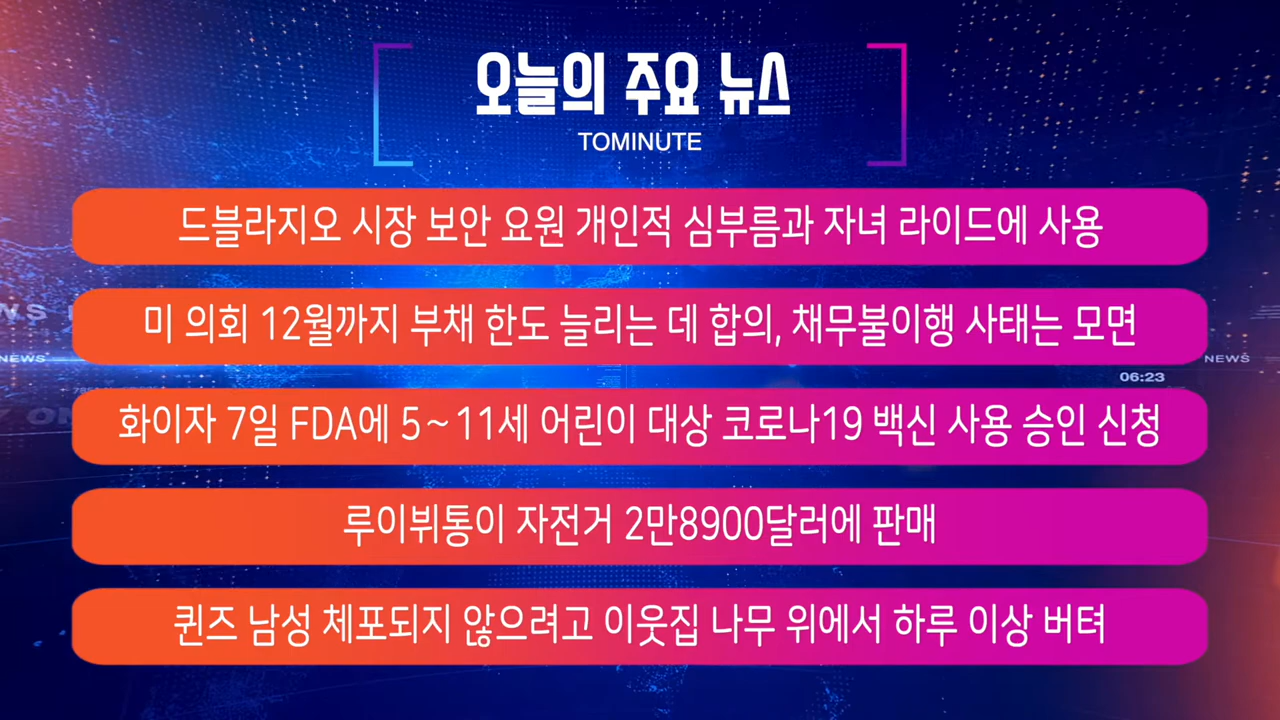 오늘의 주요 뉴스
TOMINUTE
드블라지오 시장 보안 요원 개인적 심부름과 자녀 라이드에 사용
미 의회 12월까지 부채 한도 늘리는 데 합의, 채무불이행 사태는 모면
NEWS
NEWS
06:23
화이자 7일 FDA에 5~11세 어린이 대상 코로나19 백신 사용 승인 신청
루이뷔통이 자전거 2만8900달러에 판매
퀸즈 남성 체포되지 않으려고 이웃집 나무 위에서 하루 이상 버텨